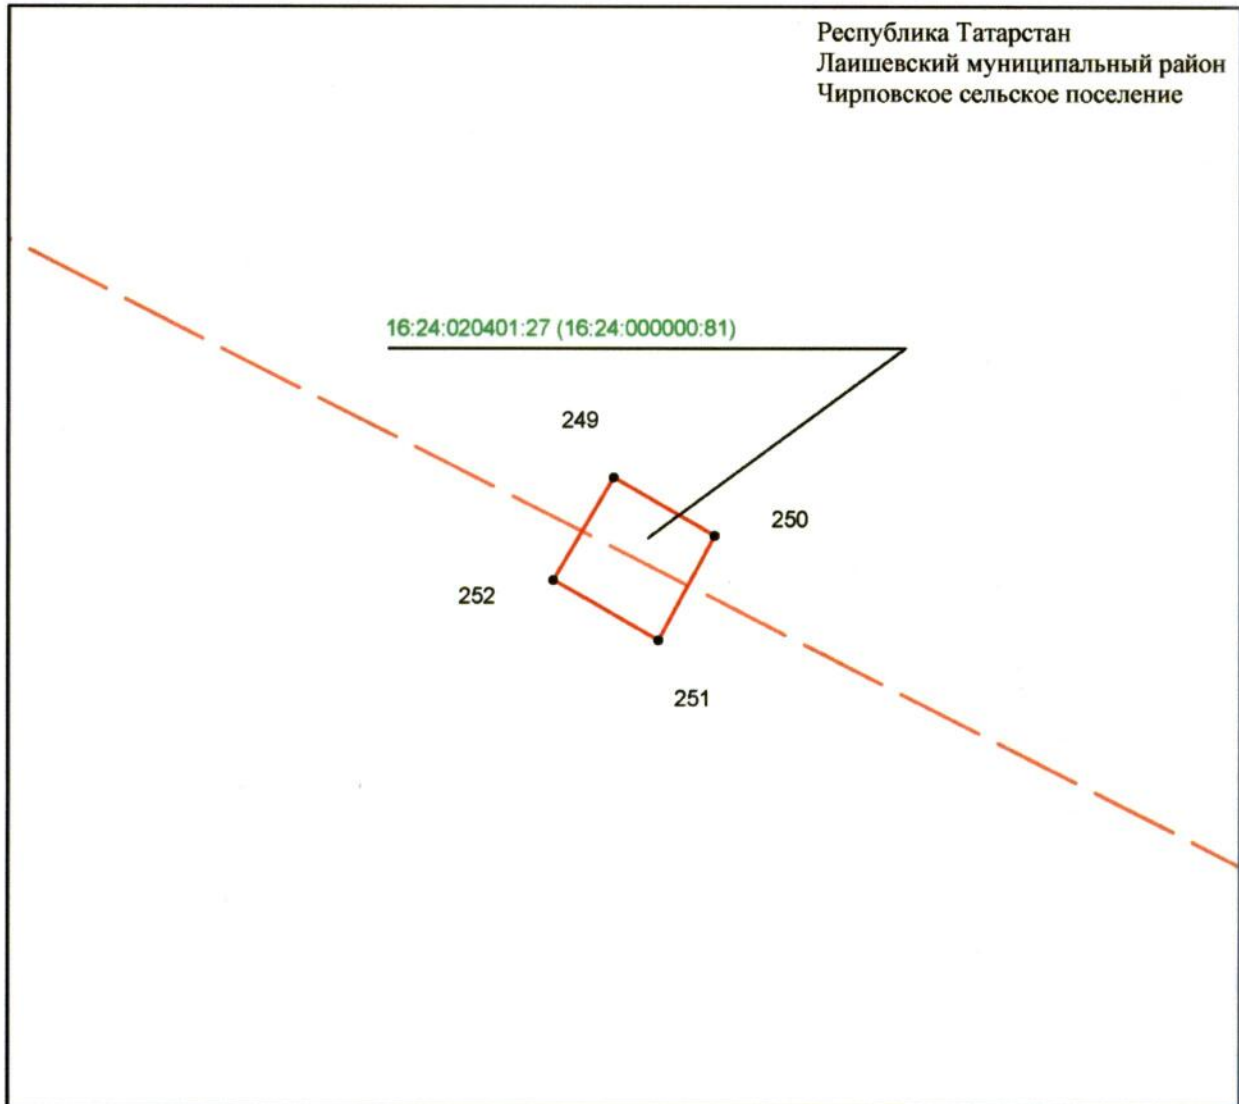 Республика Татарстан
Лаишевский муниципальный район
Чирповское сельское поселение
16:24:020401:27 (16:24:000000:81)
249
250
252
251